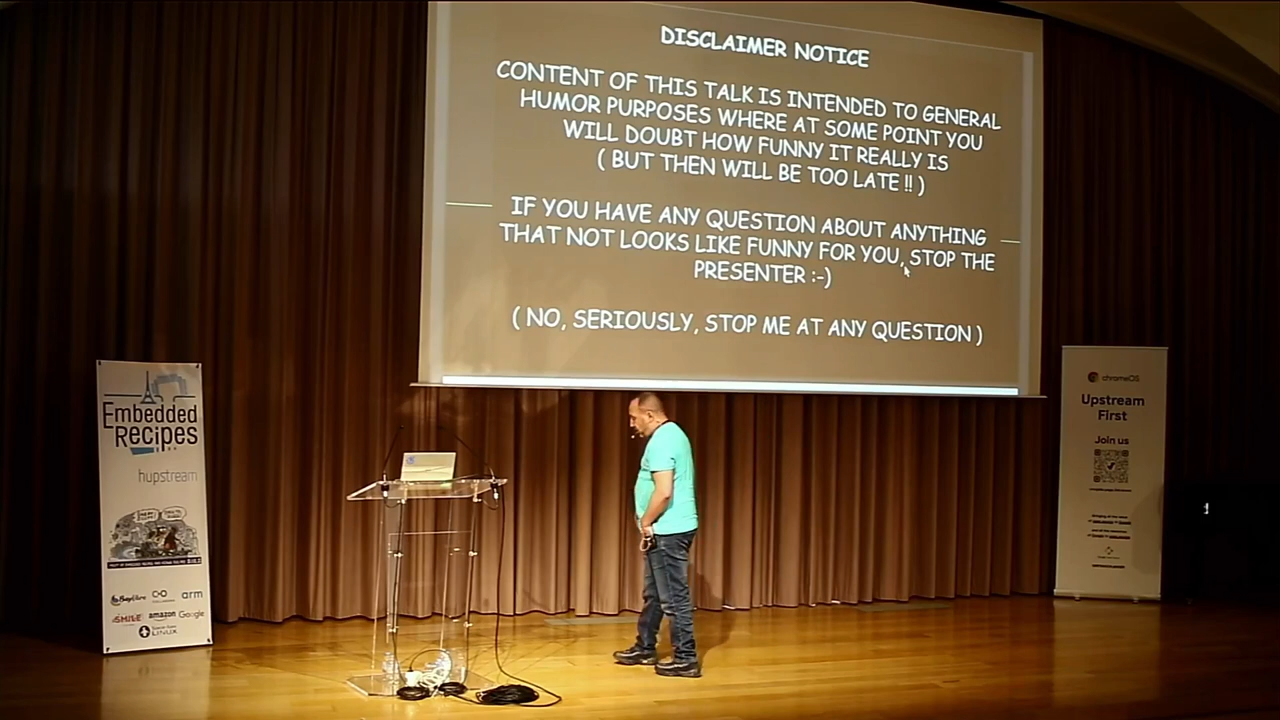 DISCLAIMER NOTICE
CONTENT OF THIS TALK IS INTENDED TO GENERAL
HUMOR PURPOSES WHERE AT SOME POINT YOU
WILL DOUBT HOW FUNNY IT REALLY IS
( BUT THEN WILL BE TOO LATE !! )
IF YOU HAVE ANY QUESTION ABOUT ANYTHING
THAT NOT LOOKS LIKE FUNNY FOR YOU, STOP THE
PRESENTER :-)
( NO, SERIOUSLY, STOP ME AT ANY QUESTION )
Embedded
Recipes
hupstream
BayLibre
arm
SMILE
amazon
Google
LINUX
chromeOS
Upstream
First
Join us